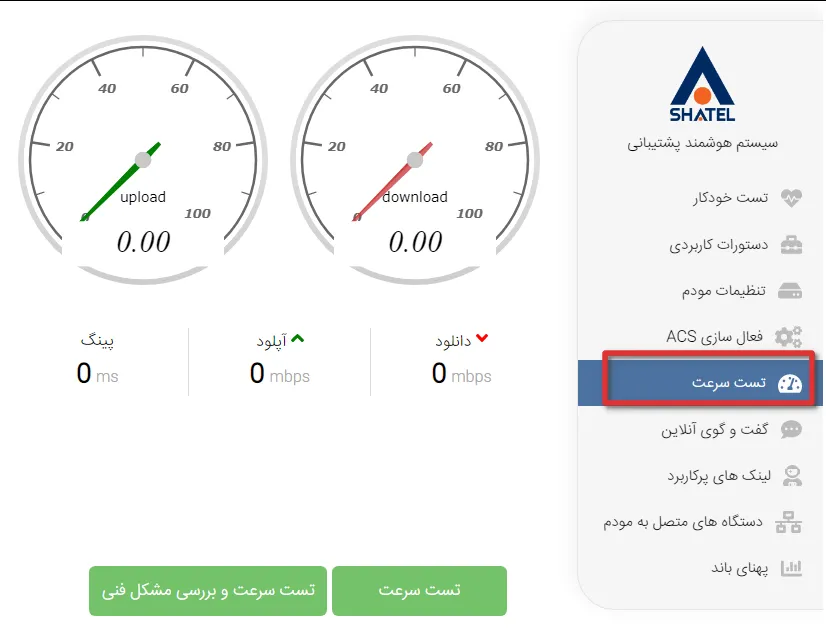 SHATEL
سیستم هوشمند پشتیبانی
تست خودکار
دستورات کاربردی
تنظیمات مودم
فعال سازی ACS
تست سرعت
گفت و گوی آنلاین
لینک های پرکاربرد
دستگاه های متصل به مودم
پهنای باند
0 20 40 60 80 100
download
0.00
0 20 40 60 80 100
upload
0.00
دانلود
0 mbps
آپلود
0 mbps
پینگ
0 ms
تست سرعت
تست سرعت و بررسی مشکل فنی